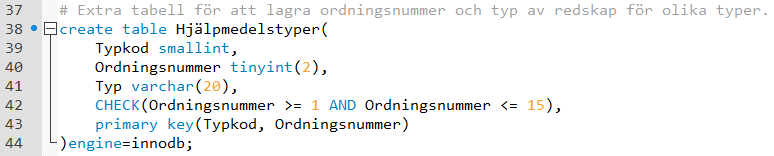 37 # Extra tabell för att lagra ordningsnummer och typ av redskap för olika typer.
38 create table Hjälpmedelstyper(
39 Typkod smallint,
40 Ordningsnummer tinyint(2),
41 Typ varchar(20),
42 CHECK(Ordningsnummer >= 1 AND Ordningsnummer <= 15),
43 primary key(Typkod, Ordningsnummer)
44 )engine=innodb;